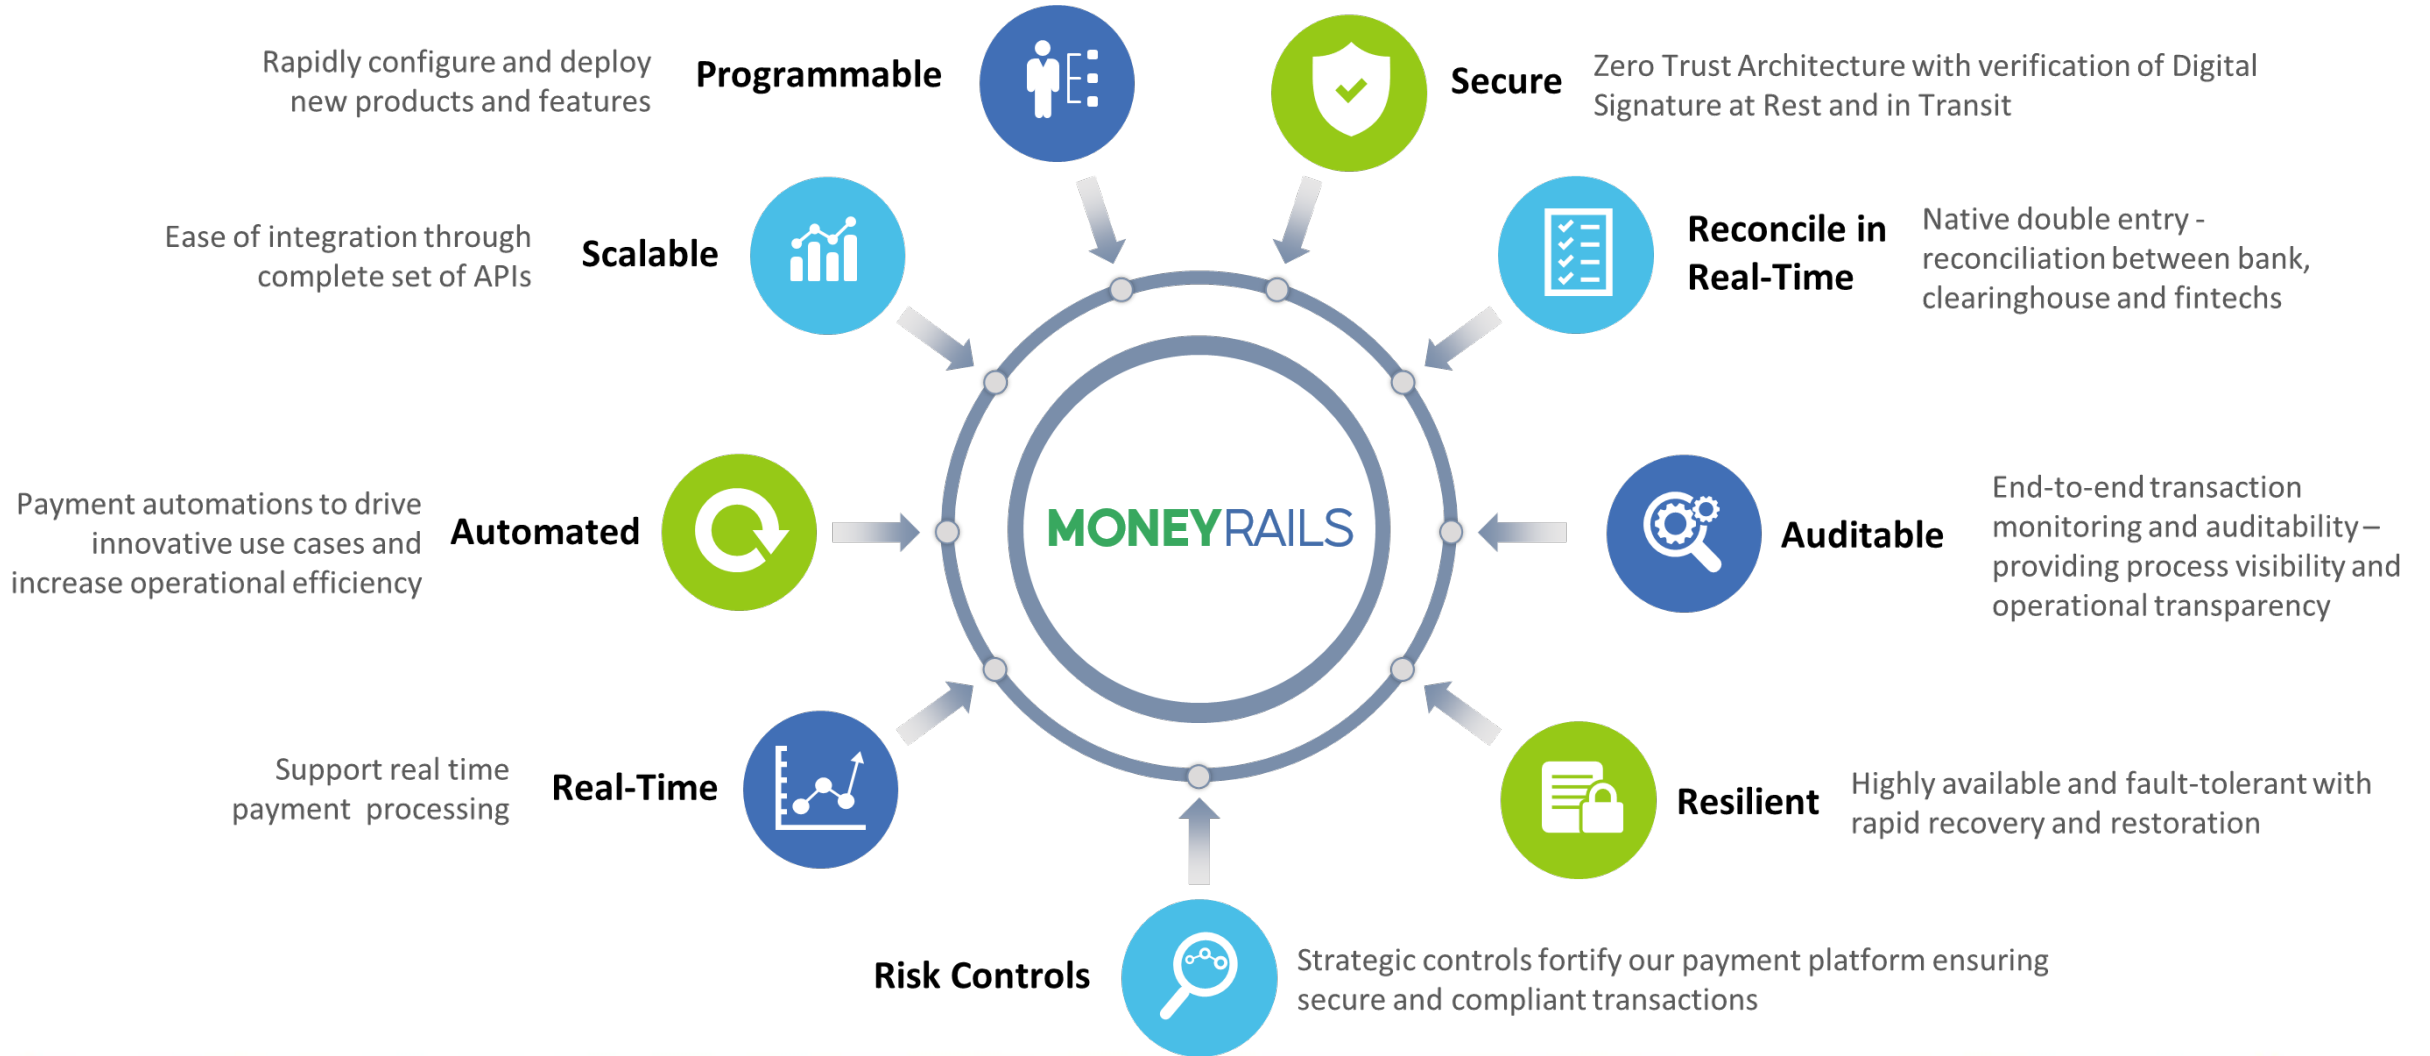 Rapidly configure and deploy
new products and features
Programmable
Secure
Zero Trust Architecture with verification of Digital
Signature at Rest and in Transit
Ease of integration through
complete set of APIs
Scalable
Reconcile in
Real-Time
Native double entry -
reconciliation between bank,
clearinghouse and fintechs
Payment automations to drive
innovative use cases and
increase operational efficiency
Automated
MONEYRAILS
Auditable
End-to-end transaction
monitoring and auditability –
providing process visibility and
operational transparency
Support real time
payment  processing
Real-Time
Resilient
Highly available and fault-tolerant with
rapid recovery and restoration
Risk Controls
Strategic controls fortify our payment platform ensuring
secure and compliant transactions